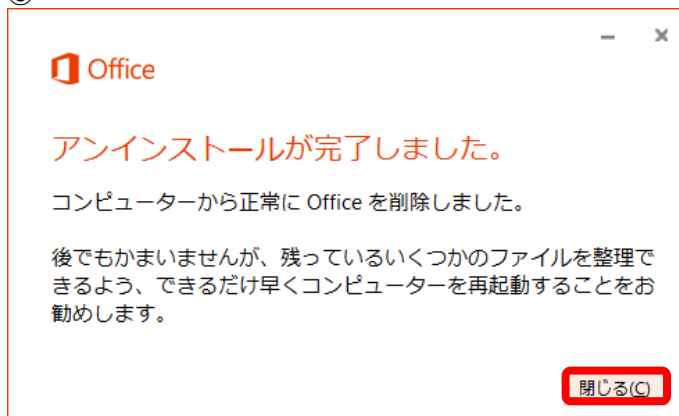 Office
アンインストールが完了しました。
コンピューターから正常に Office を削除しました。
後でもかまいませんが、残っているいくつかのファイルを整理で
きるよう、できるだけ早くコンピューターを再起動することをお
勧めします。
閉じる(C)